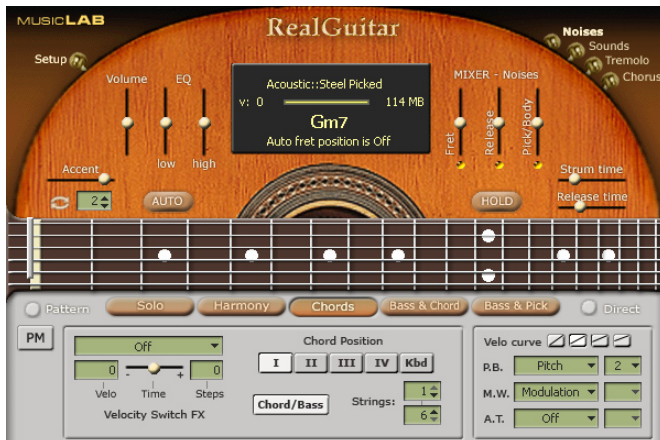 MUSICLAB
RealGuitar
Noises
Sounds
Tremolo
Chorus
Setup
Volume
EQ
low
high
Acoustic::Steel Picked
v: 0
114 MB
Gm7
Auto fret position is Off
MIXER - Noises
Fret
Release
Pick/Body
Accent
2
AUTO
HOLD
Strum time
Release time
Pattern
Solo
Harmony
Chords
Bass & Chord
Bass & Pick
Direct
PM
Off
0
- +
0
Velo
Time
Steps
Velocity Switch FX
Chord Position
I II III IV Kbd
Chord/Bass
Strings:
1
6
Velo curve
P.B. Pitch 2
M.W. Modulation
A.T. Off